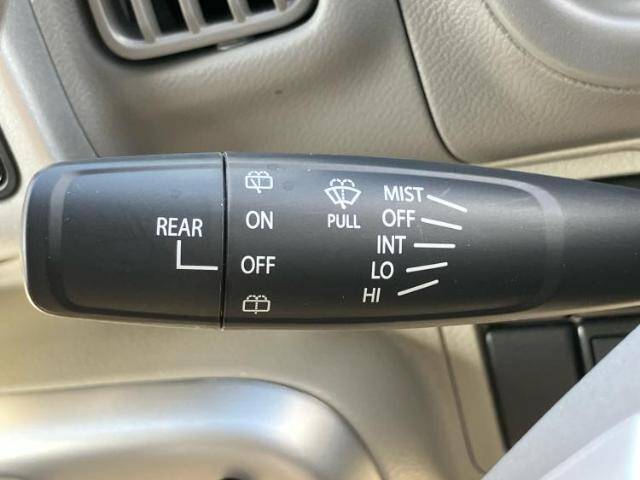 REAR
ON
OFF
PULL
MIST
OFF
INT
LO
HI